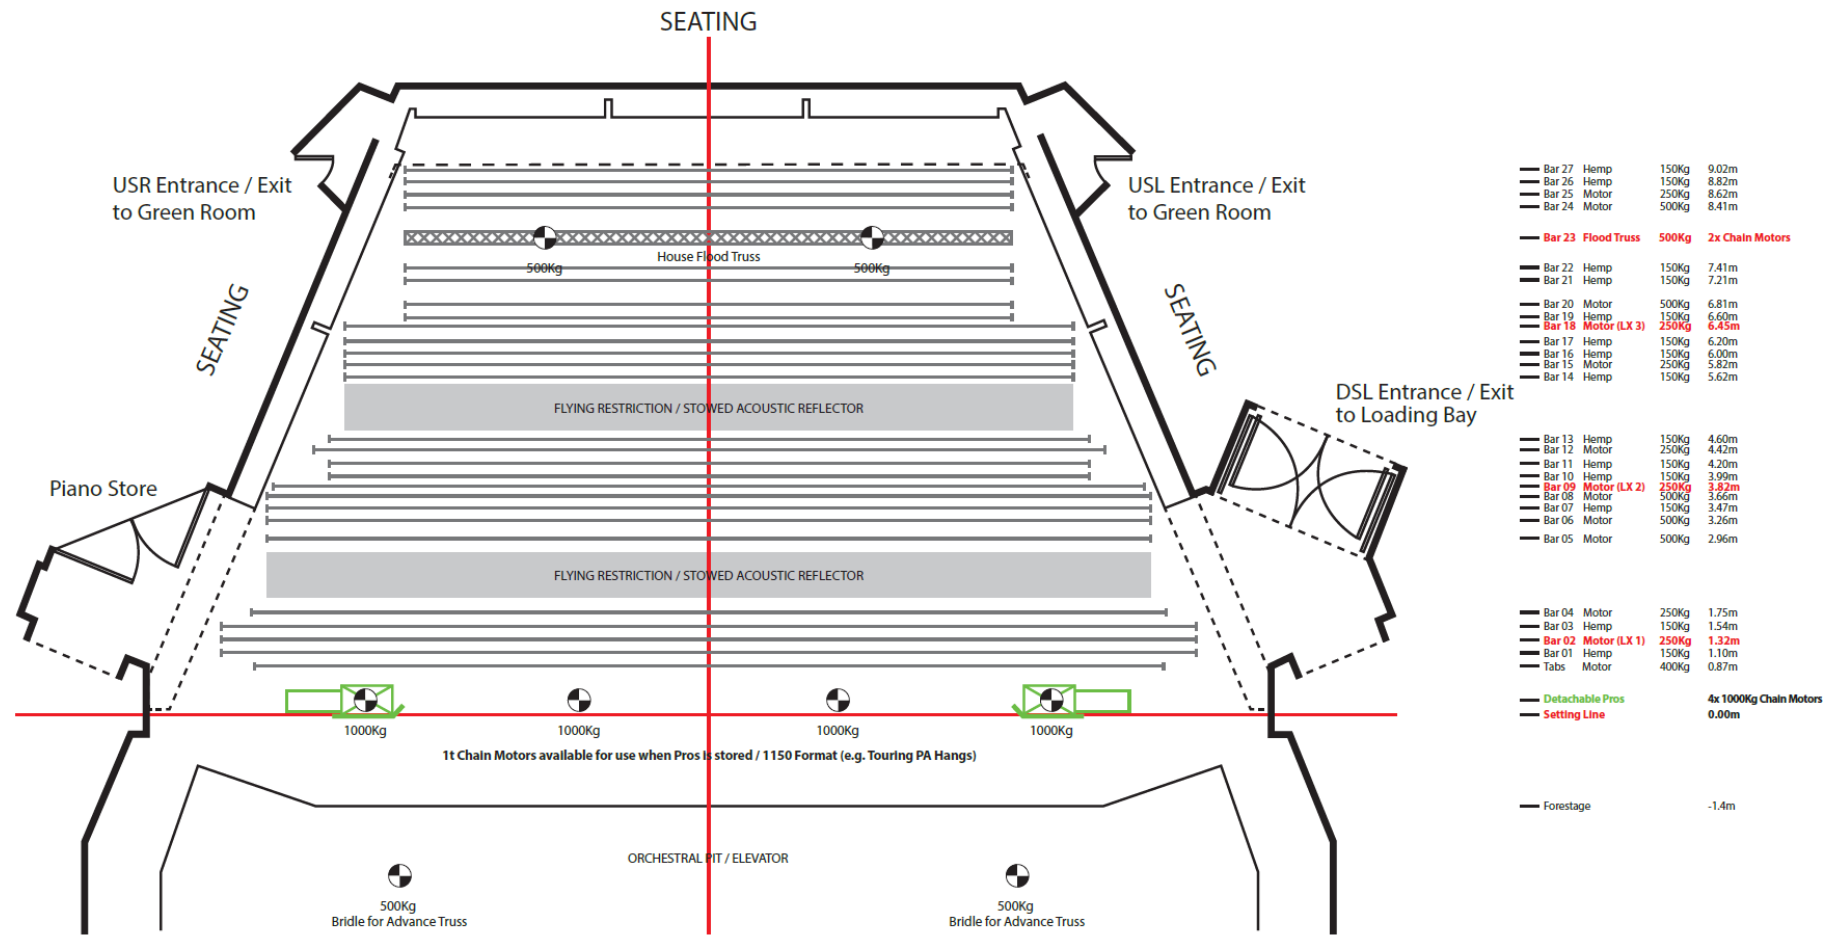 SEATING
USR Entrance / Exit
to Green Room
USL Entrance / Exit
to Green Room
House Flood Truss
500Kg
500Kg
SEATING
SEATING
FLYING RESTRICTION / STOWED ACOUSTIC REFLECTOR
DSL Entrance / Exit
to Loading Bay
Piano Store
FLYING RESTRICTION / STOWED ACOUSTIC REFLECTOR
1000Kg
1000Kg
1000Kg
1000Kg
1t Chain Motors available for use when Pros is stored / 1150 Format (e.g. Touring PA Hangs)
ORCHESTRAL PIT / ELEVATOR
500Kg
Bridle for Advance Truss
500Kg
Bridle for Advance Truss
Bar 27 Hemp 150Kg 9.02m
Bar 26 Hemp 150Kg 8.82m
Bar 25 Motor 250Kg 8.62m
Bar 24 Motor 500Kg 8.41m
Bar 23 Flood Truss 500Kg 2x Chain Motors
Bar 22 Hemp 150Kg 7.41m
Bar 21 Hemp 150Kg 7.21m
Bar 20 Motor 500Kg 6.81m
Bar 19 Hemp 150Kg 6.60m
Bar 18 Motor (LX 3) 250Kg 6.45m
Bar 17 Hemp 150Kg 6.20m
Bar 16 Hemp 150Kg 6.00m
Bar 15 Motor 250Kg 5.82m
Bar 14 Hemp 150Kg 5.62m
Bar 13 Hemp 150Kg 4.60m
Bar 12 Motor 250Kg 4.42m
Bar 11 Hemp 150Kg 4.20m
Bar 10 Hemp 150Kg 3.99m
Bar 09 Motor (LX 2) 250Kg 3.82m
Bar 08 Motor 500Kg 3.66m
Bar 07 Hemp 150Kg 3.47m
Bar 06 Motor 500Kg 3.26m
Bar 05 Motor 500Kg 2.96m
Bar 04 Motor 250Kg 1.75m
Bar 03 Hemp 150Kg 1.54m
Bar 02 Motor (LX 1) 250Kg 1.32m
Bar 01 Hemp 150Kg 1.10m
Tabs Motor 400Kg 0.87m
Detachable Pros 4x 1000Kg Chain Motors
Setting Line 0.00m
Forestage -1.4m